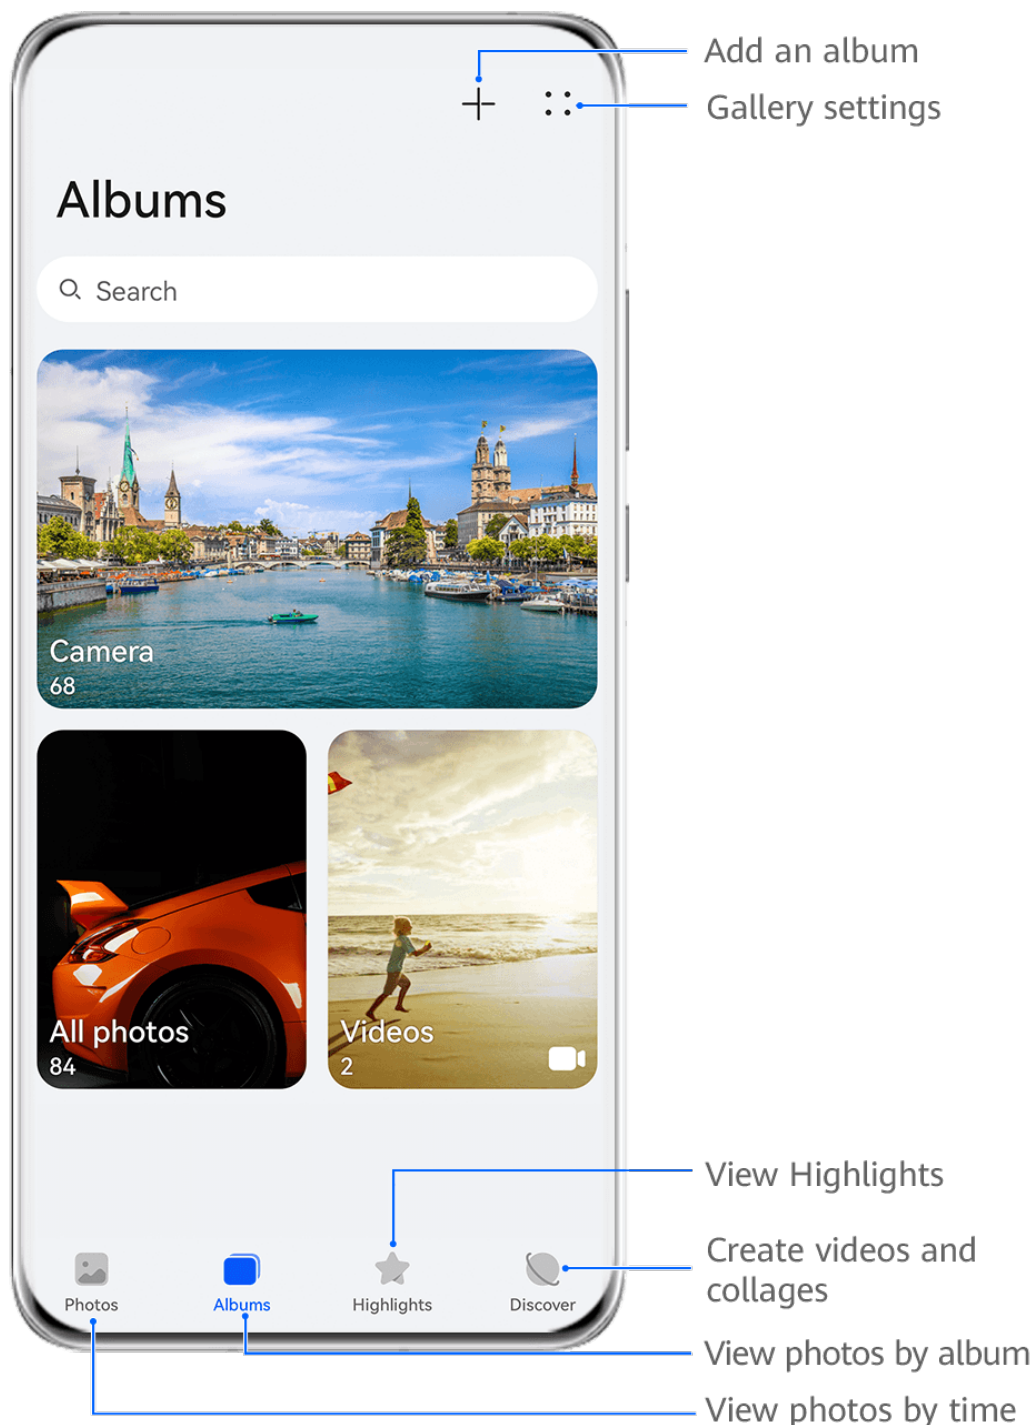 Add an album
Gallery settings
Albums
Search
Camera
68
All photos
84
Videos
2
View Highlights
Create videos and
collages
Photos
Albums
Highlights
Discover
View photos by album
View photos by time